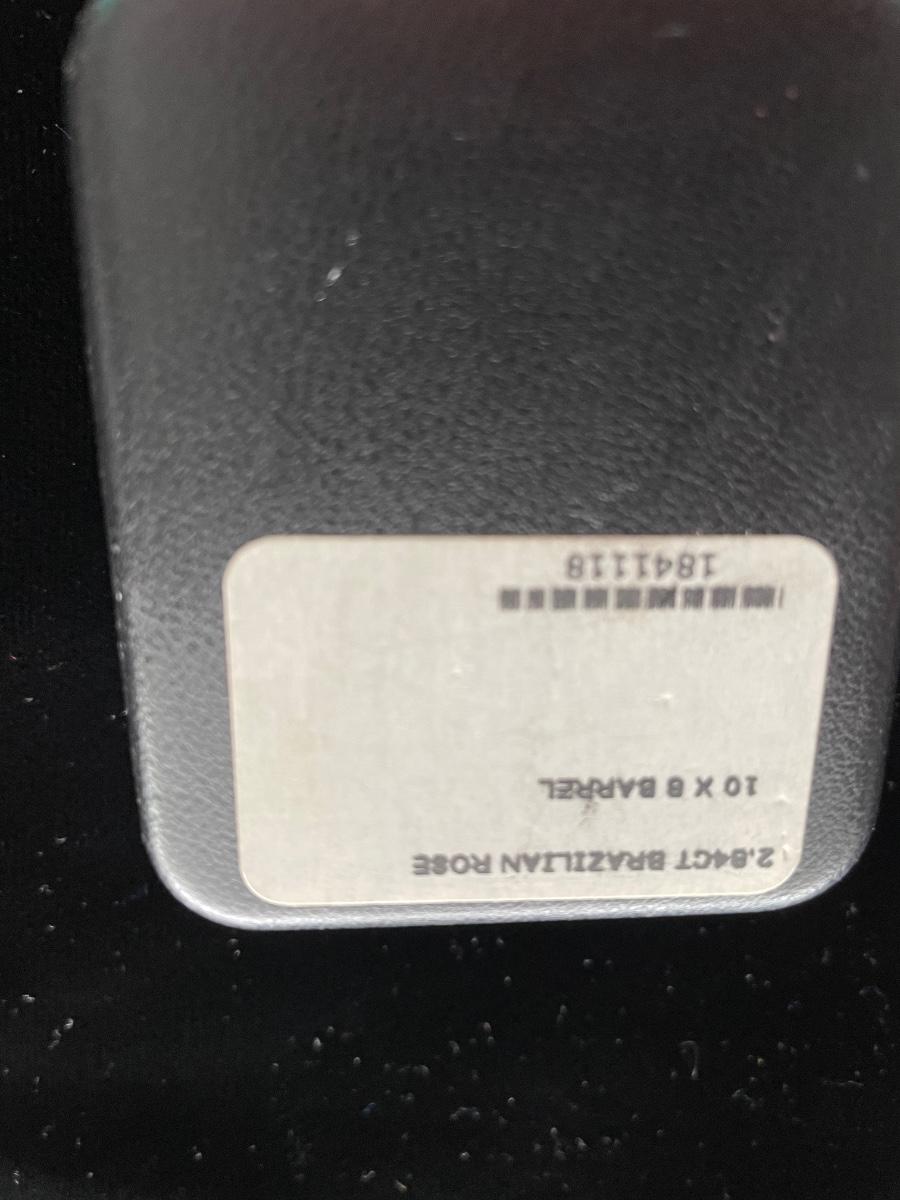 2.84CT BRAZILIAN ROSE
10 X 8 BARREL
1841118